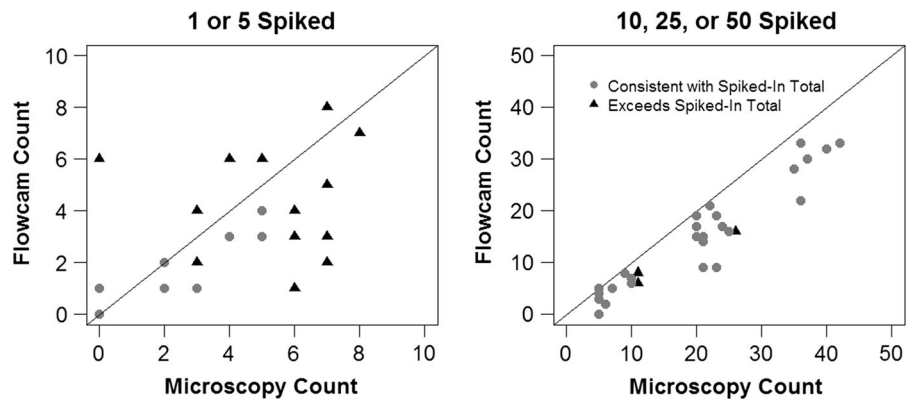 1 or 5 Spiked
10
8
6
4
2
0
Flowcam Count
0 2 4 6 8 10
Microscopy Count
10, 25, or 50 Spiked
50
40
30
20
10
0
Flowcam Count
Consistent with Spiked-In Total
Exceeds Spiked-In Total
0 10 20 30 40 50
Microscopy Count